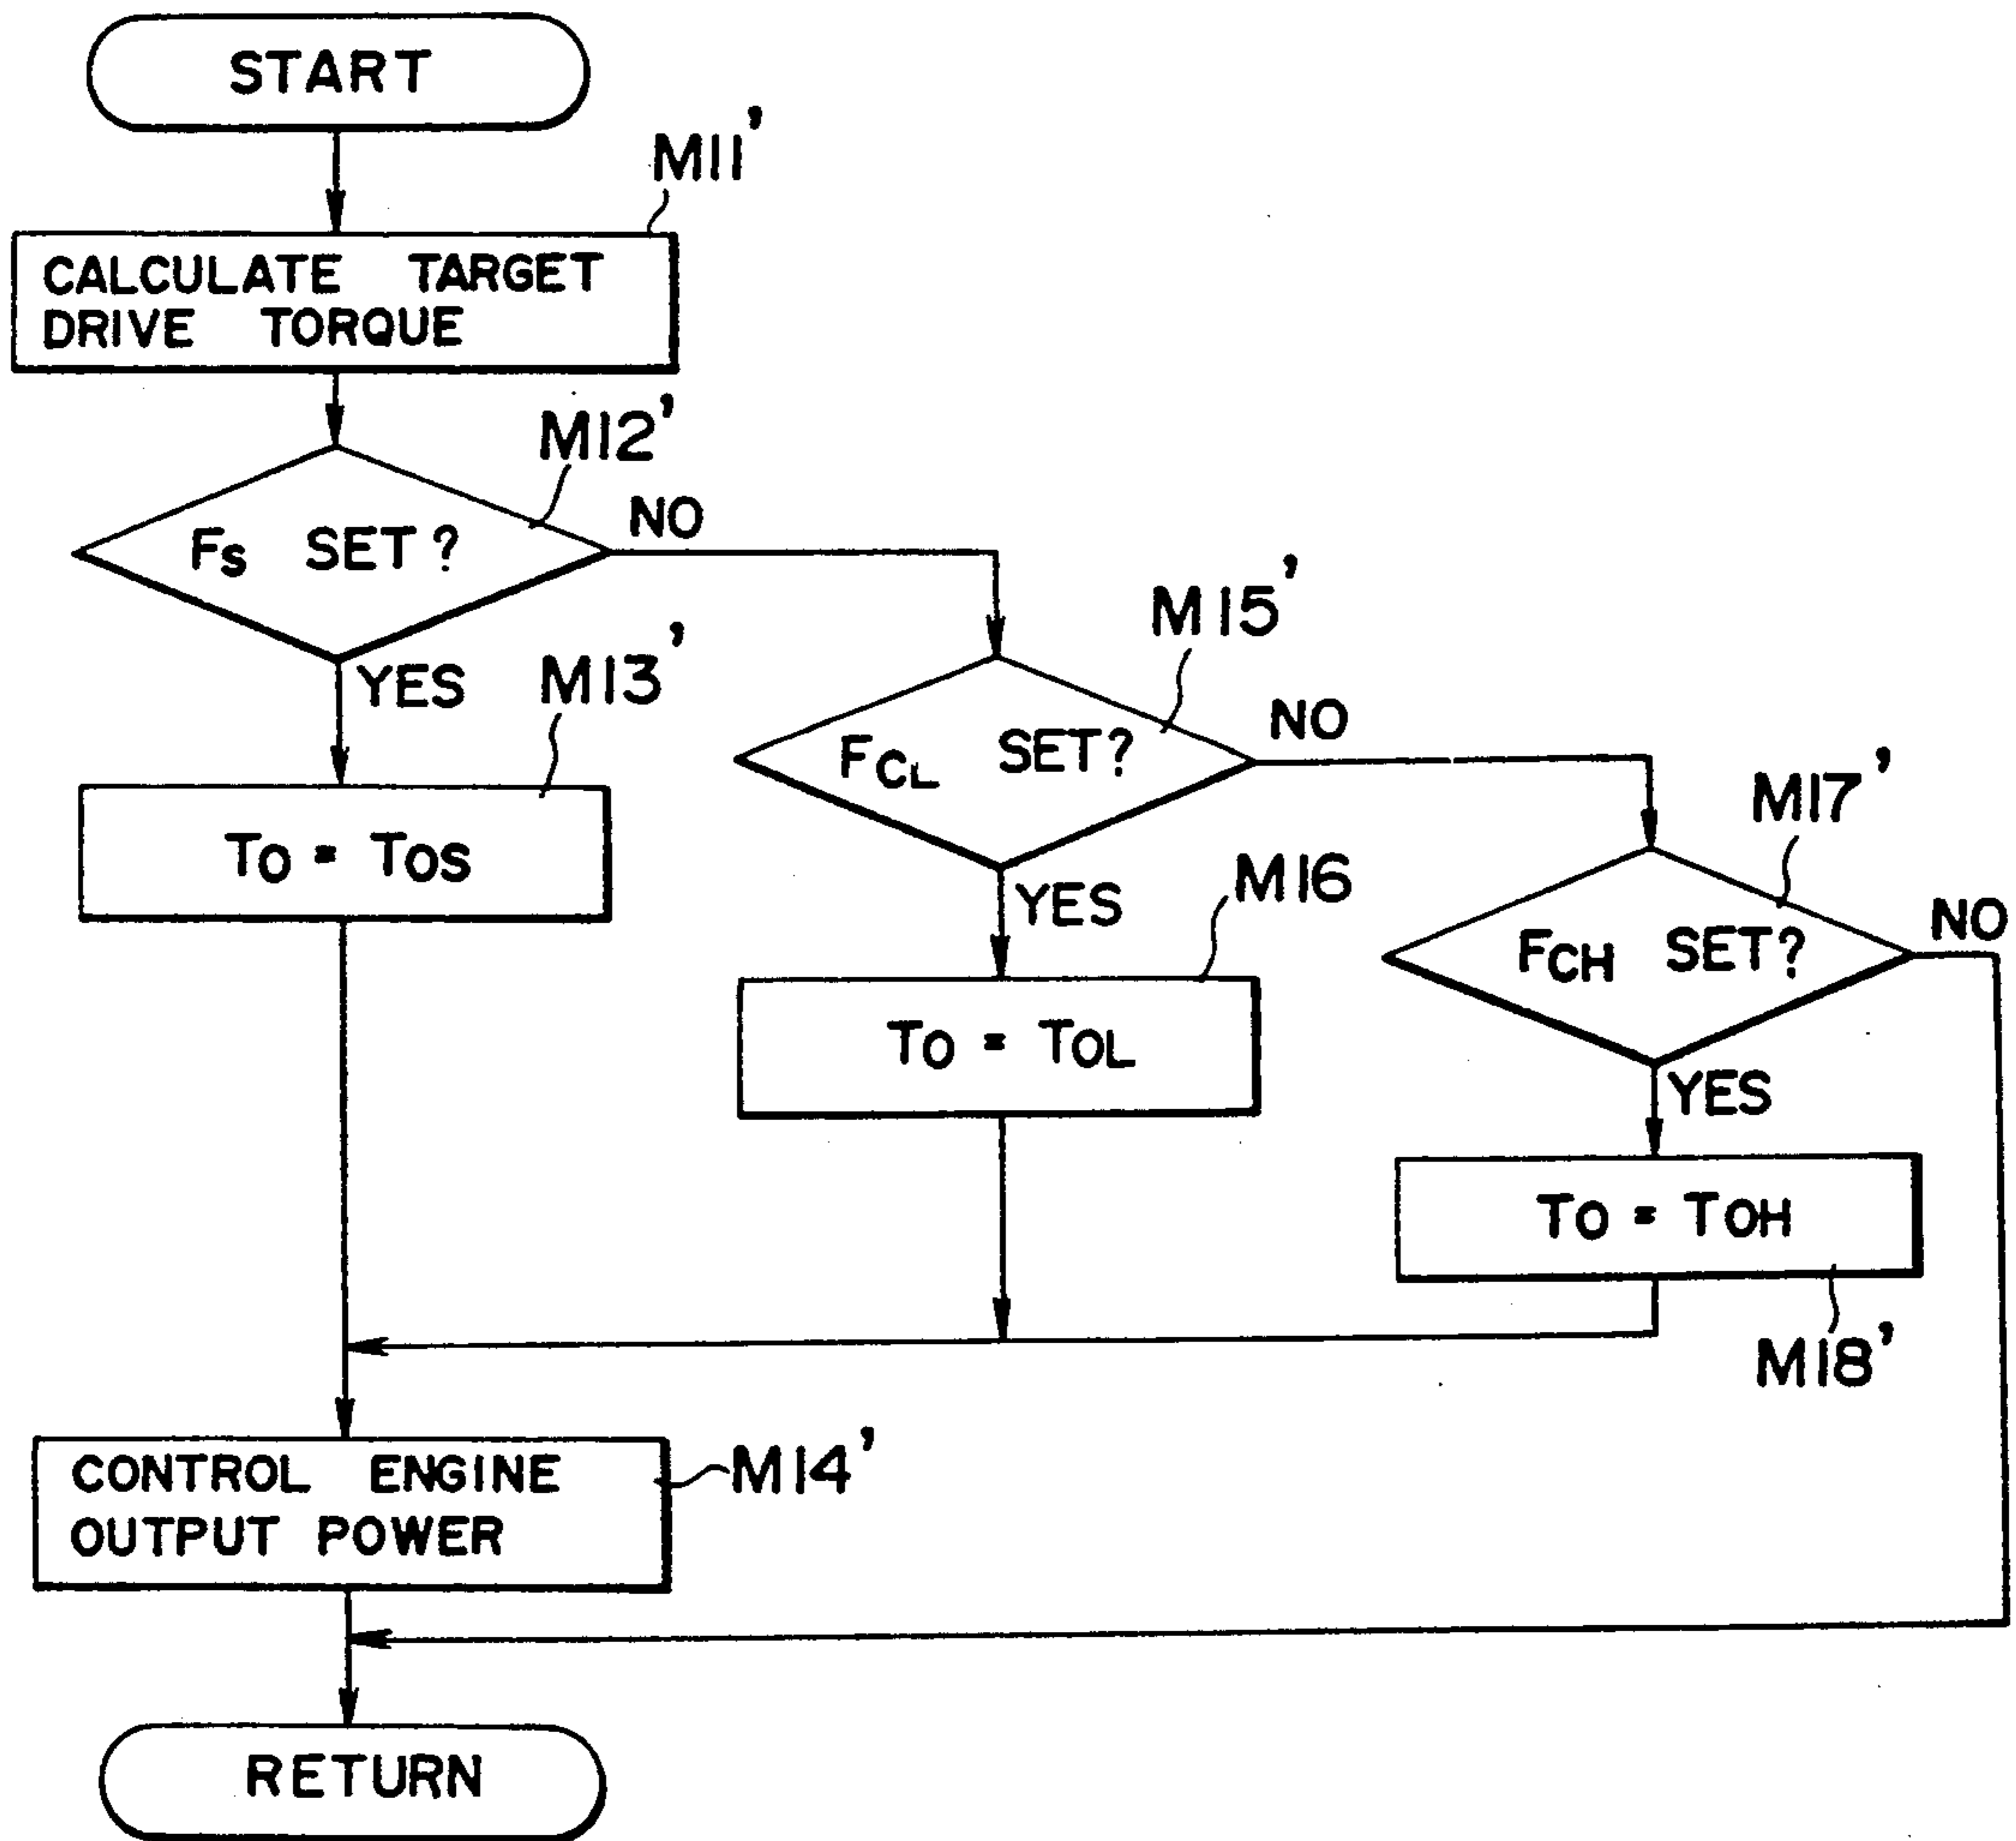 START
M11'
CALCULATE TARGET
DRIVE TORQUE
M12'
FS SET?
NO
YES
M13'
TO = TOS
M15'
FCL SET?
NO
YES
M16
TO = TOL
M17'
FCH SET?
NO
YES
TO = TOH
M18'
CONTROL ENGINE
OUTPUT POWER
M14'
RETURN